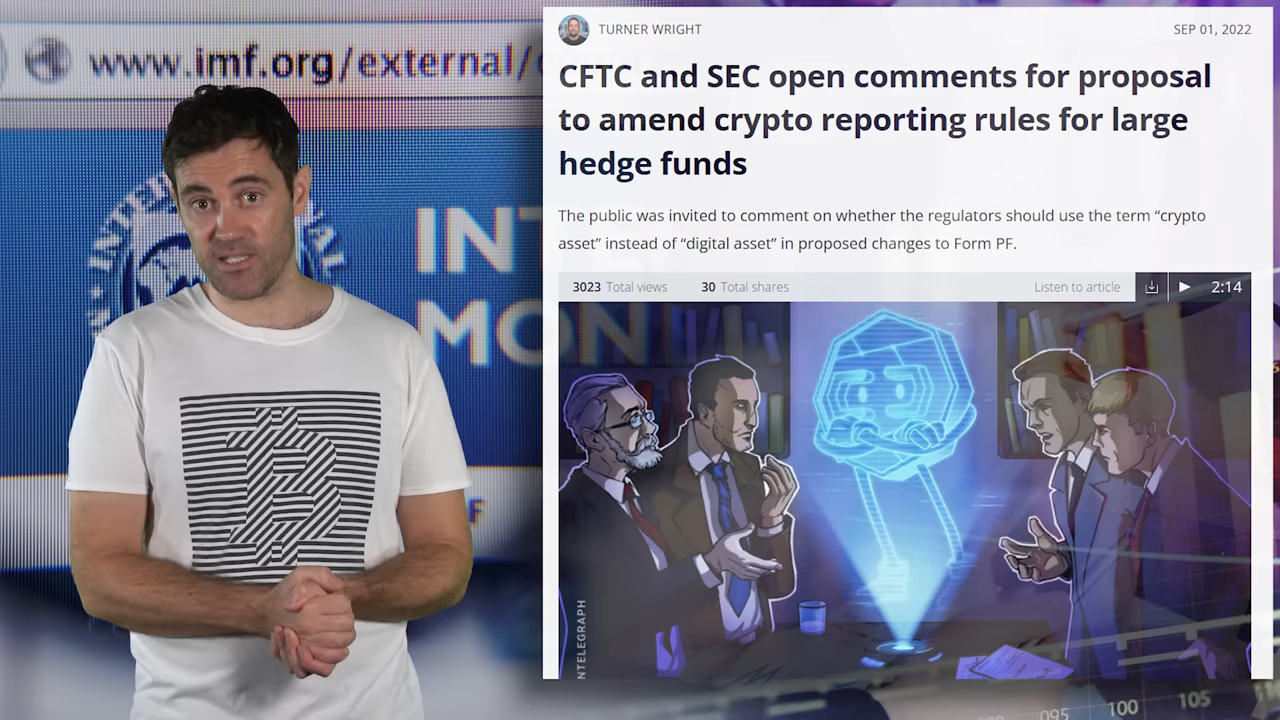 www.imf.org/external/
INT
MON
F
TURNER WRIGHT
SEP 01, 2022
CFTC and SEC open comments for proposal
to amend crypto reporting rules for large
hedge funds
The public was invited to comment on whether the regulators should use the term “crypto
asset” instead of “digital asset” in proposed changes to Form PF.
3023 Total views 30 Total shares Listen to article 2:14
NTELEGRAPH
095 100 105